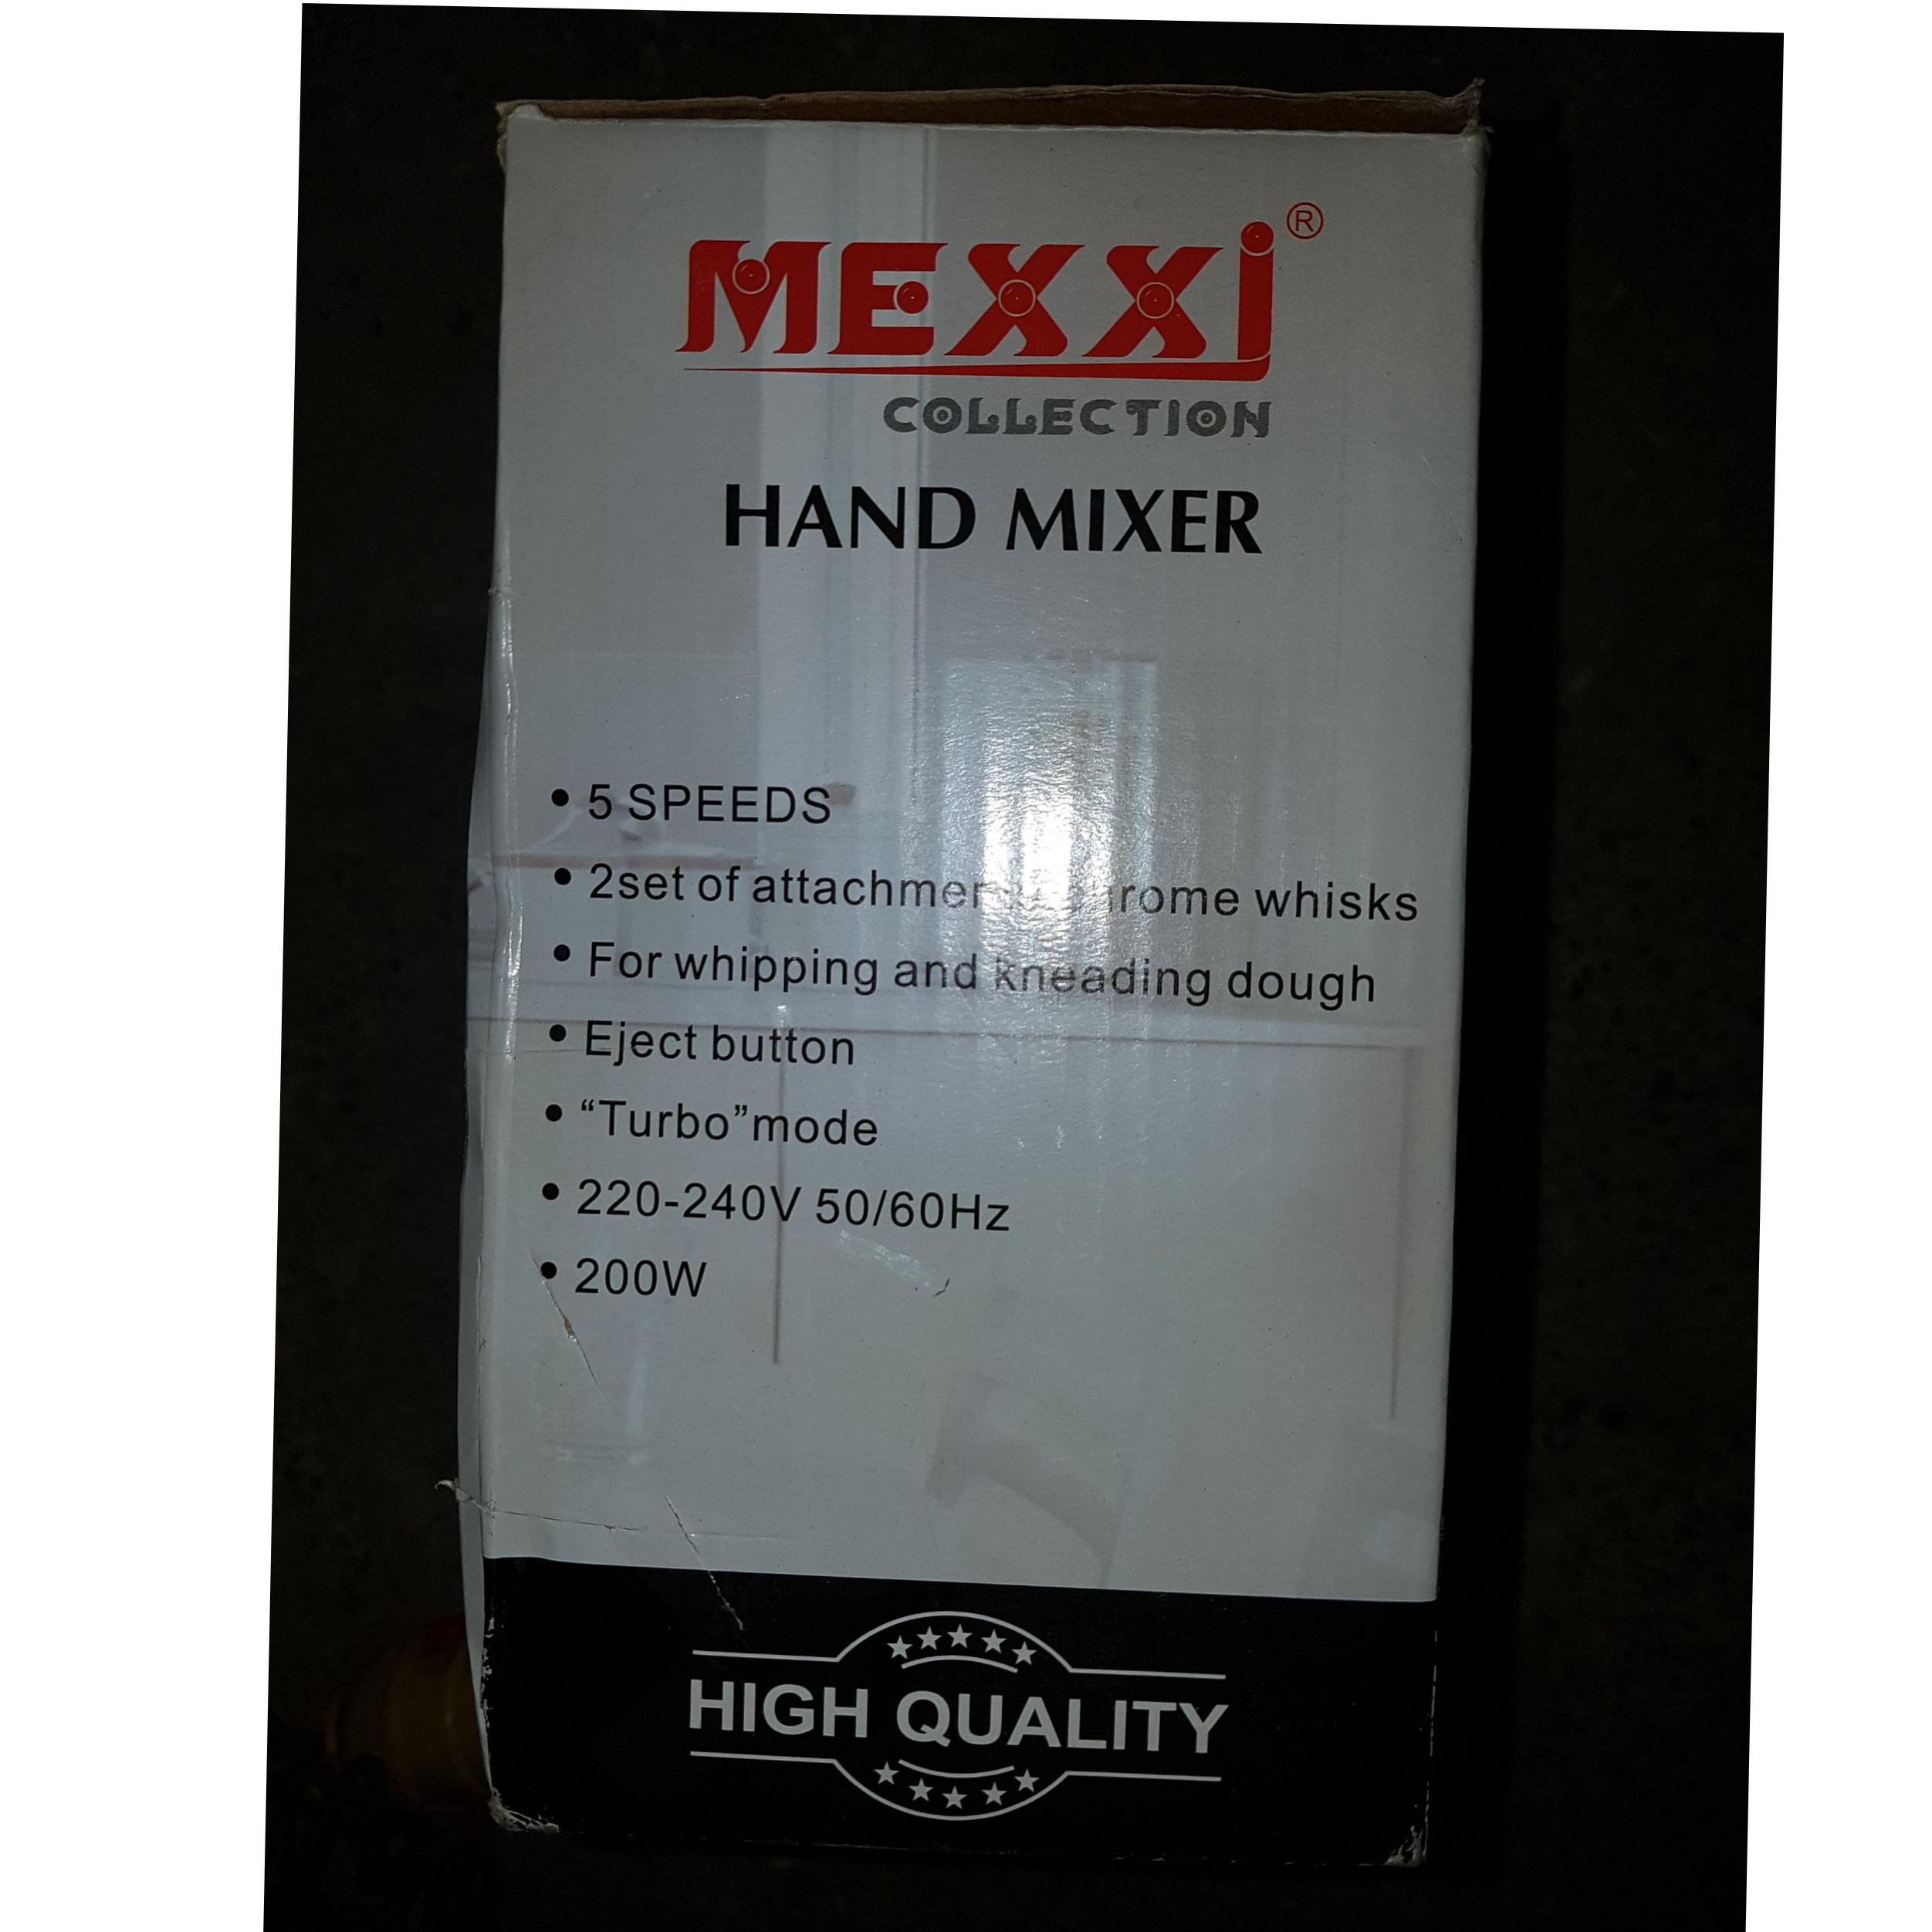 MEXXi®
COLLECTION
HAND MIXER
• 5 SPEEDS
• 2set of chrome whisks
• For whipping and kneading dough
• Eject button
• “Turbo”mode
• 220-240V 50/60Hz
• 200W
HIGH QUALITY